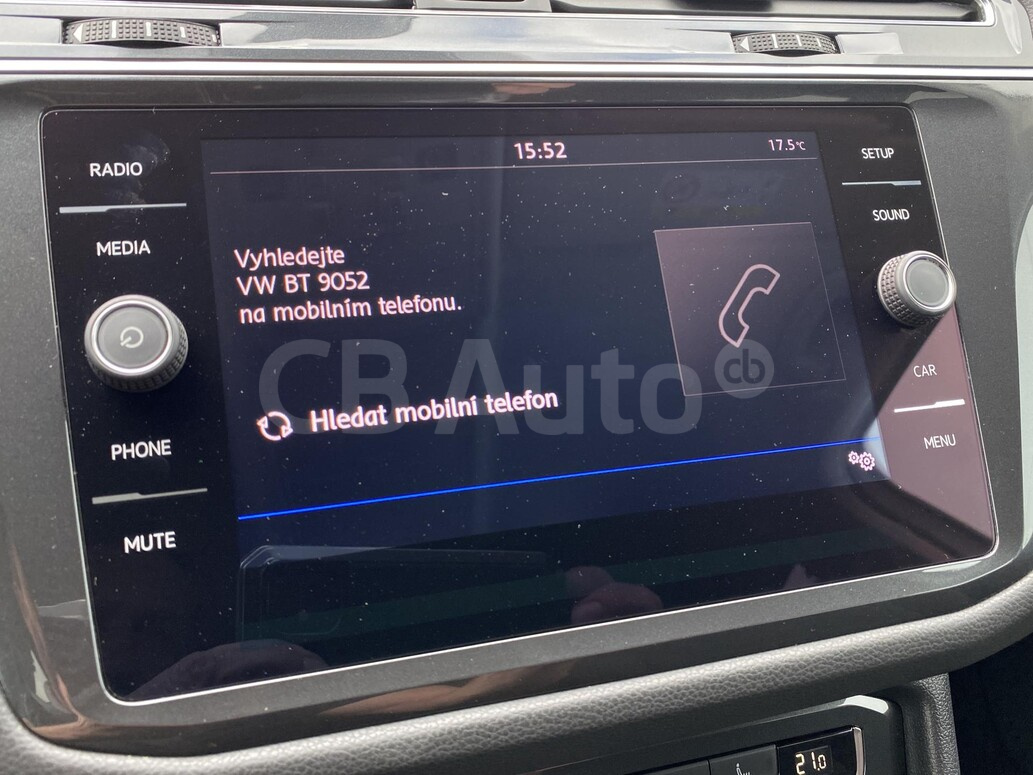 RADIO
MEDIA
PHONE
MUTE
15:52
17.5°C
Vyhledejte
VW BT 9052
na mobilním telefonu.
Hledat mobilní telefon
CB Auto cb
SETUP
SOUND
CAR
MENU
21.0